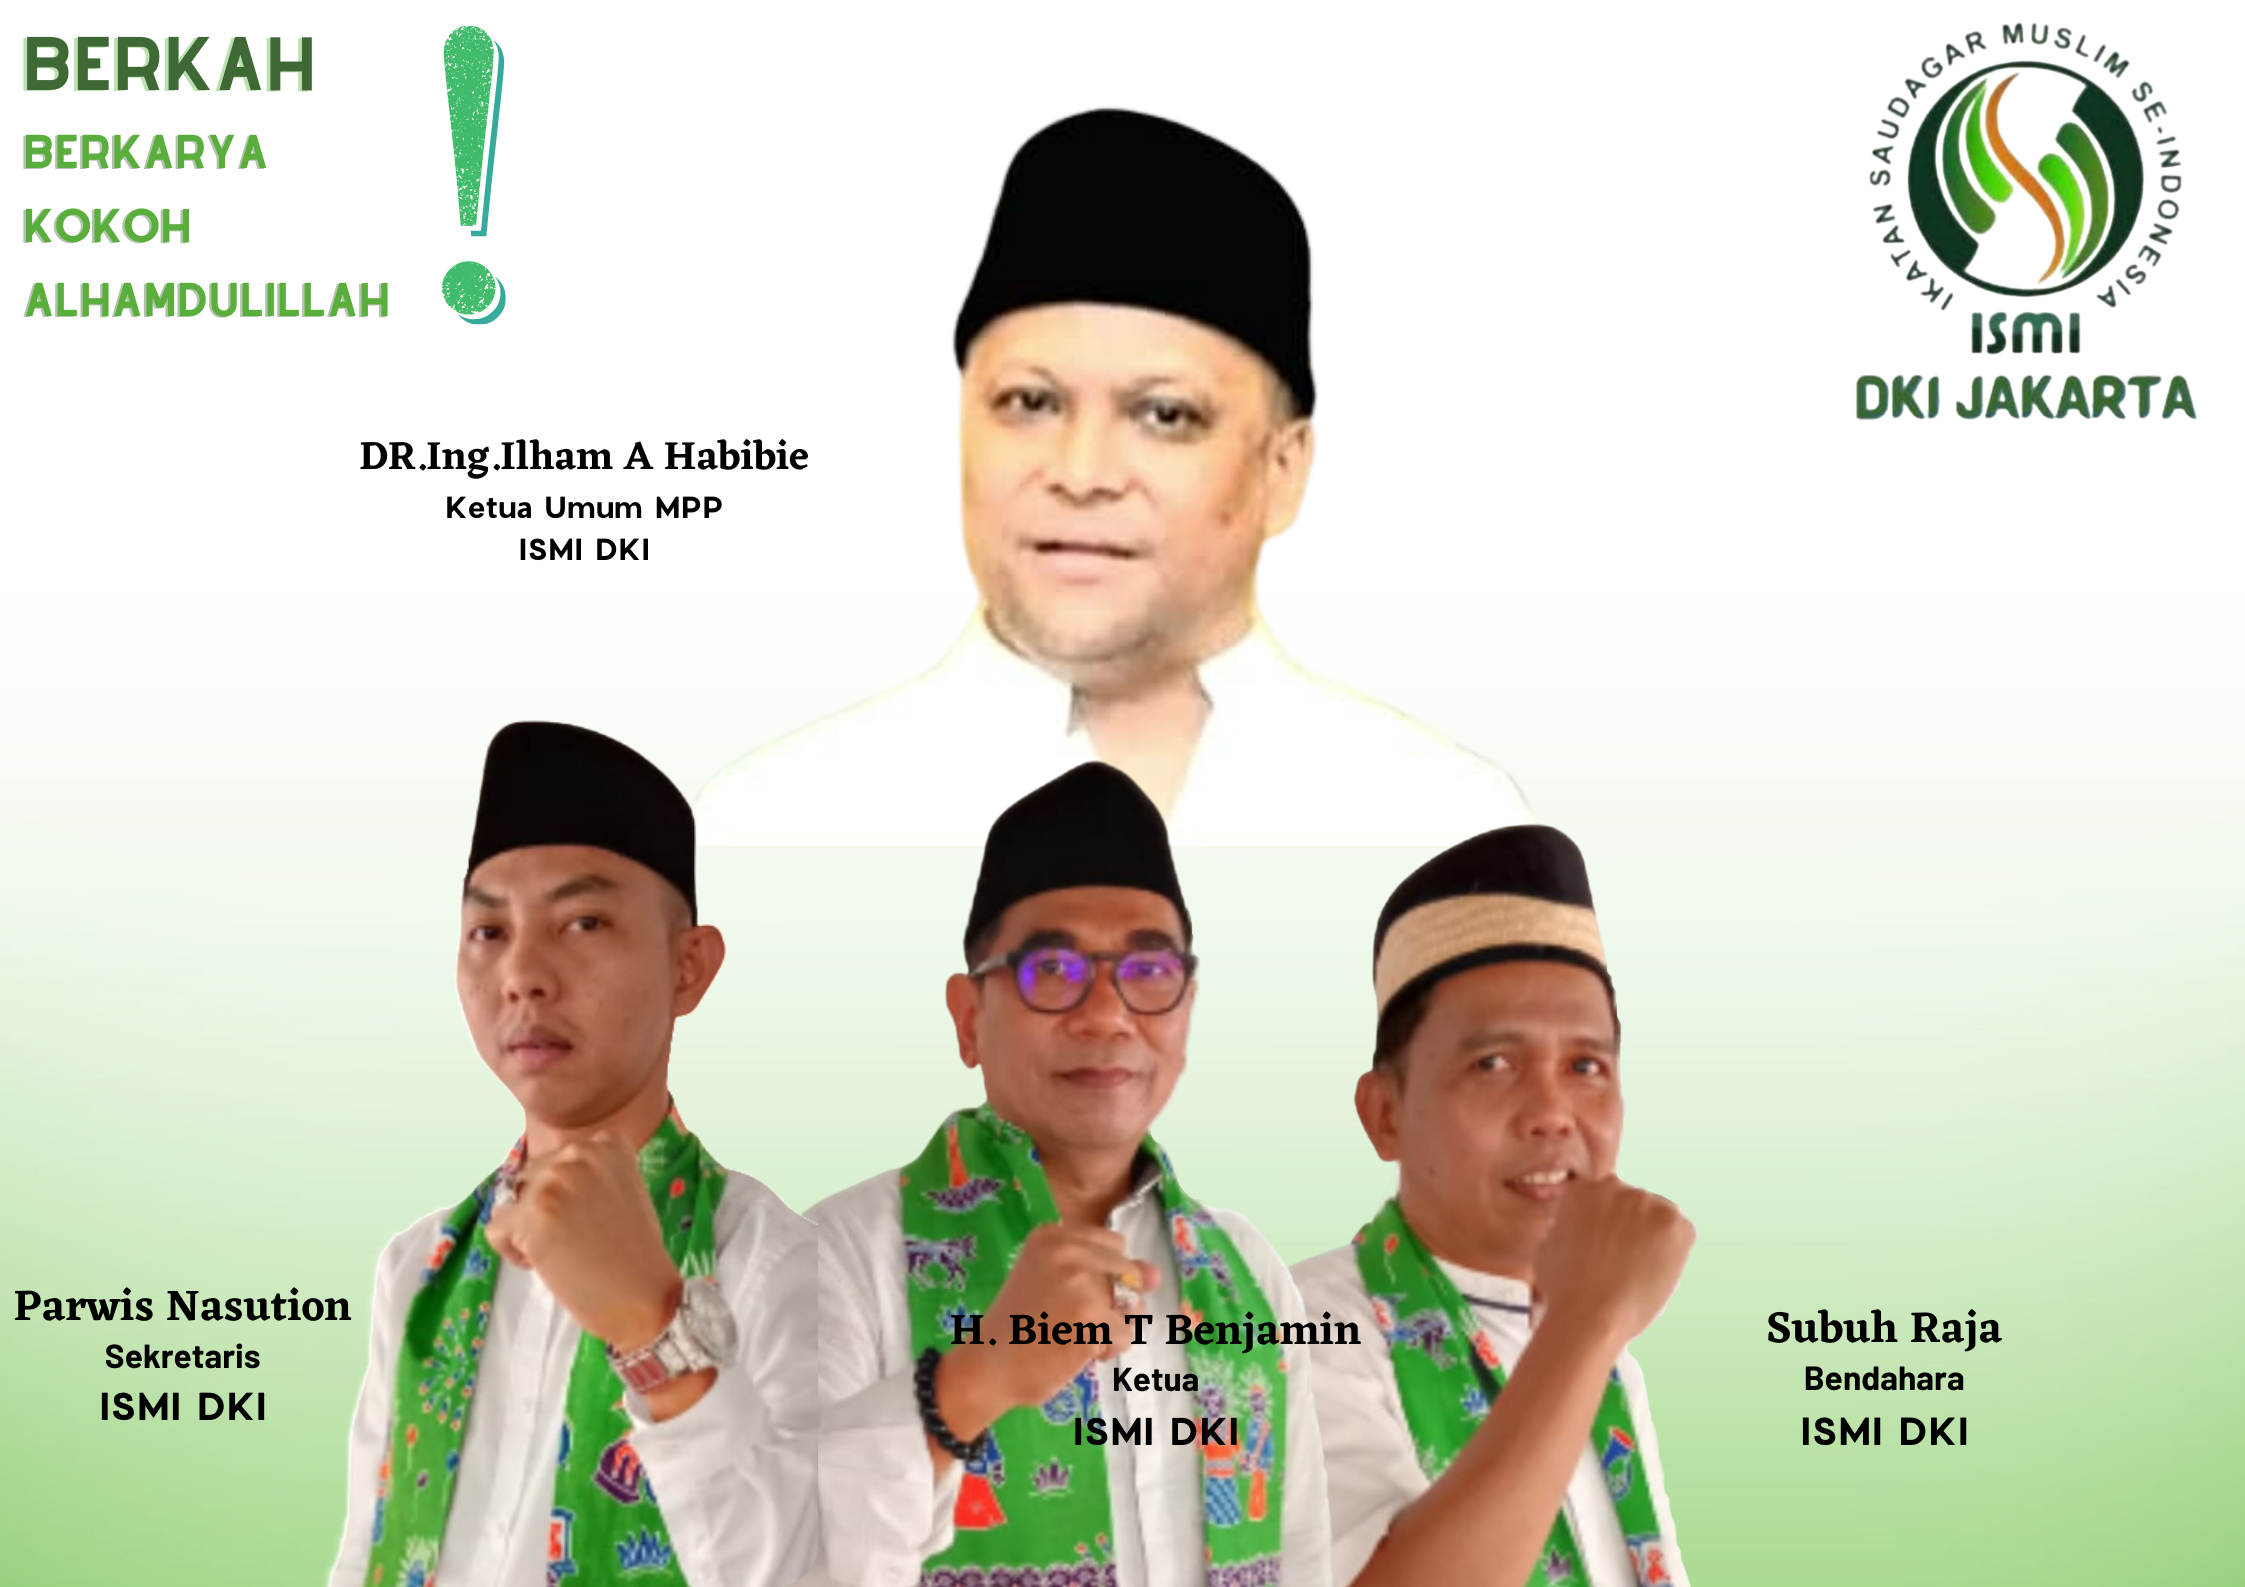 BERKAH
BERKARYA
KOKOH
ALHAMDULILLAH
!
IKATAN SAUDAGAR MUSLIM SE-INDONESIA
ISMI
DKI JAKARTA
DR.Ing.Ilham A Habibie
Ketua Umum MPP
ISMI DKI
Parwis Nasution
Sekretaris
ISMI DKI
H. Biem T Benjamin
Ketua
ISMI DKI
Subuh Raja
Bendahara
ISMI DKI